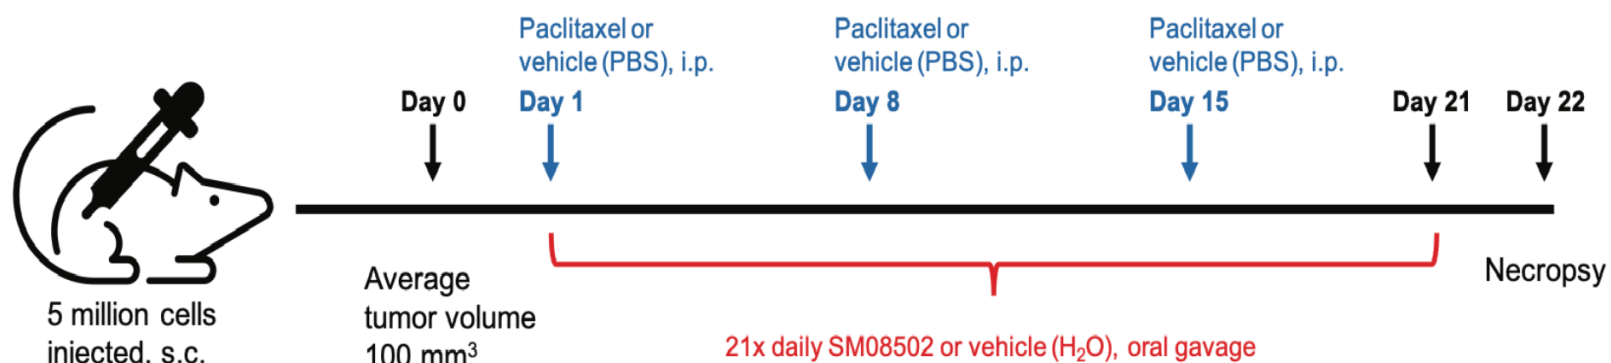 Paclitaxel or
vehicle (PBS), i.p.
Day 1
Paclitaxel or
vehicle (PBS), i.p.
Day 8
Paclitaxel or
vehicle (PBS), i.p.
Day 15
Day 0
Day 21
Day 22
5 million cells
injected, s.c.
Average
tumor volume
100 mm³
21x daily SM08502 or vehicle (H₂O), oral gavage
Necropsy